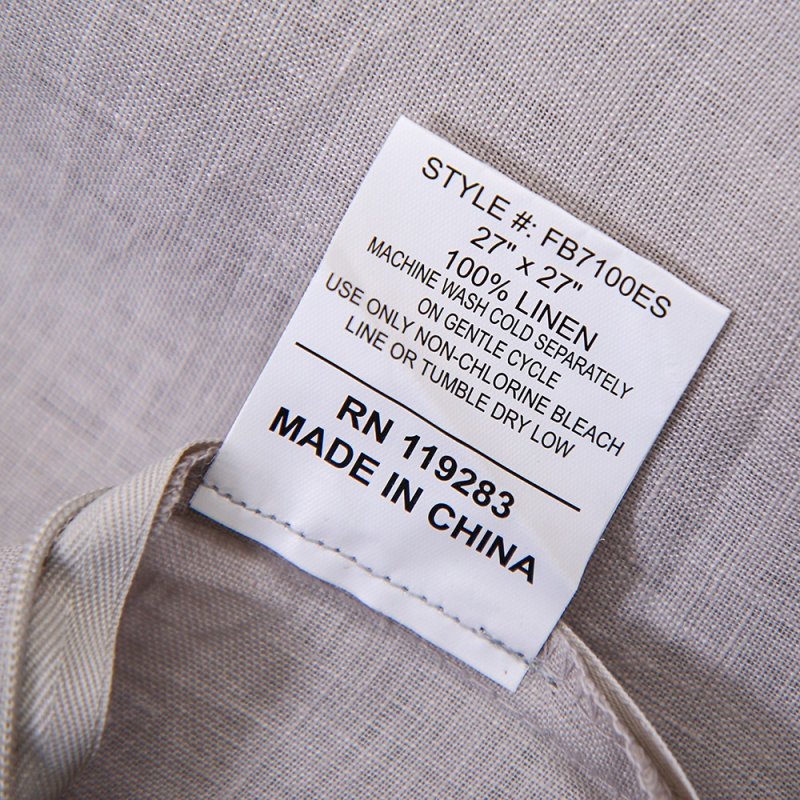 STYLE #: FB7100ES
27" x 27"
100% LINEN
MACHINE WASH COLD SEPARATELY
ON GENTLE CYCLE
USE ONLY NON-CHLORINE BLEACH
LINE OR TUMBLE DRY LOW
RN 119283
MADE IN CHINA